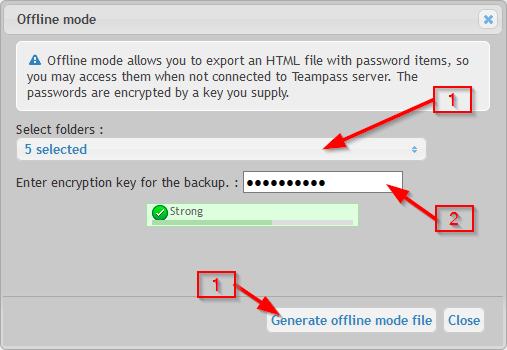 Offline mode
Offline mode allows you to export an HTML file with password items, so
you may access them when not connected to Teampass server. The
passwords are encrypted by a key you supply.
1
Select folders :
5 selected
Enter encryption key for the backup. : ●●●●●●●●●●
Strong
2
1
Generate offline mode file Close